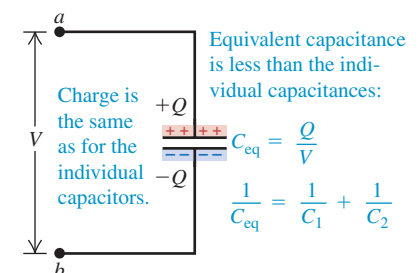 a
Equivalent capacitance
is less than the indi-
vidual capacitances:
Charge is
the same
as for the
individual
capacitors.
V
+Q
++ ++
– – – –
–Q
C_eq = Q/V
1/C_eq = 1/C_1 + 1/C_2
b